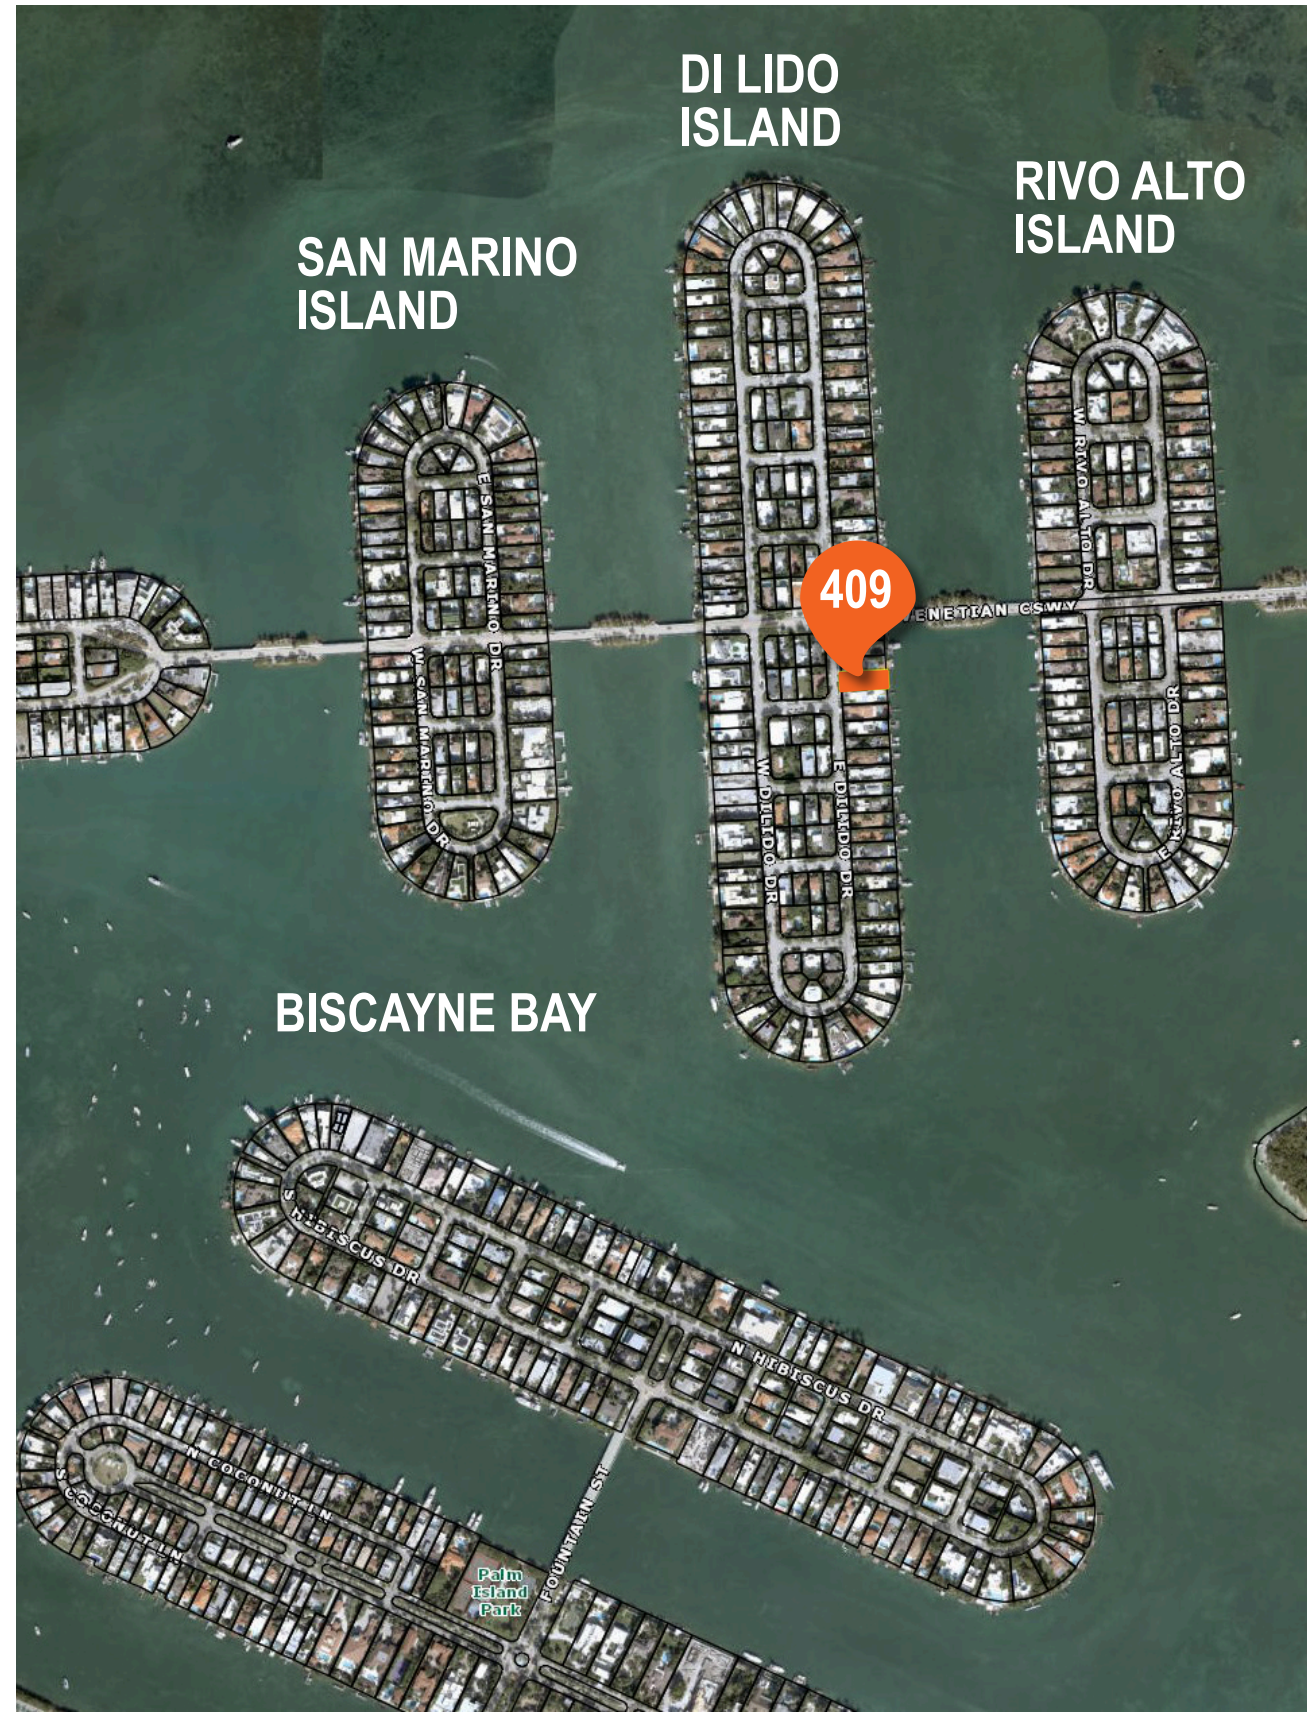 DI LIDO
ISLAND
RIVO ALTO
ISLAND
SAN MARINO
ISLAND
W RIVO ALTO DR
E SAN MARINO DR
409
VENETIAN CSWY
W SAN MARINO DR
E RIVO ALTO DR
W DILIDO DR
E DILIDO DR
BISCAYNE BAY
S HIBISCUS DR
N HIBISCUS DR
N COCONUT LN
S COCONUT LN
FOUNTAIN ST
Palm
Island
Park